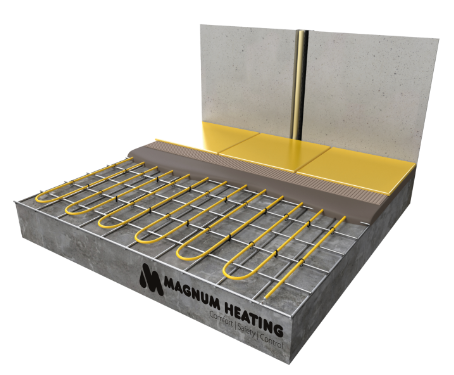 MAGNUM HEATING
Comfort | Safety | Control